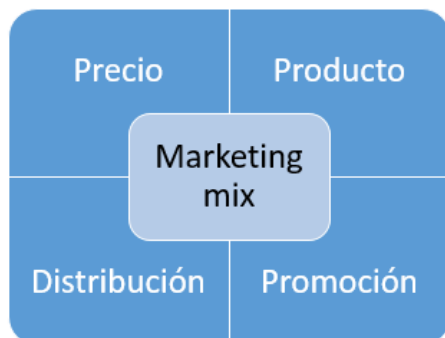 Precio
Producto
Marketing
mix
Distribución
Promoción